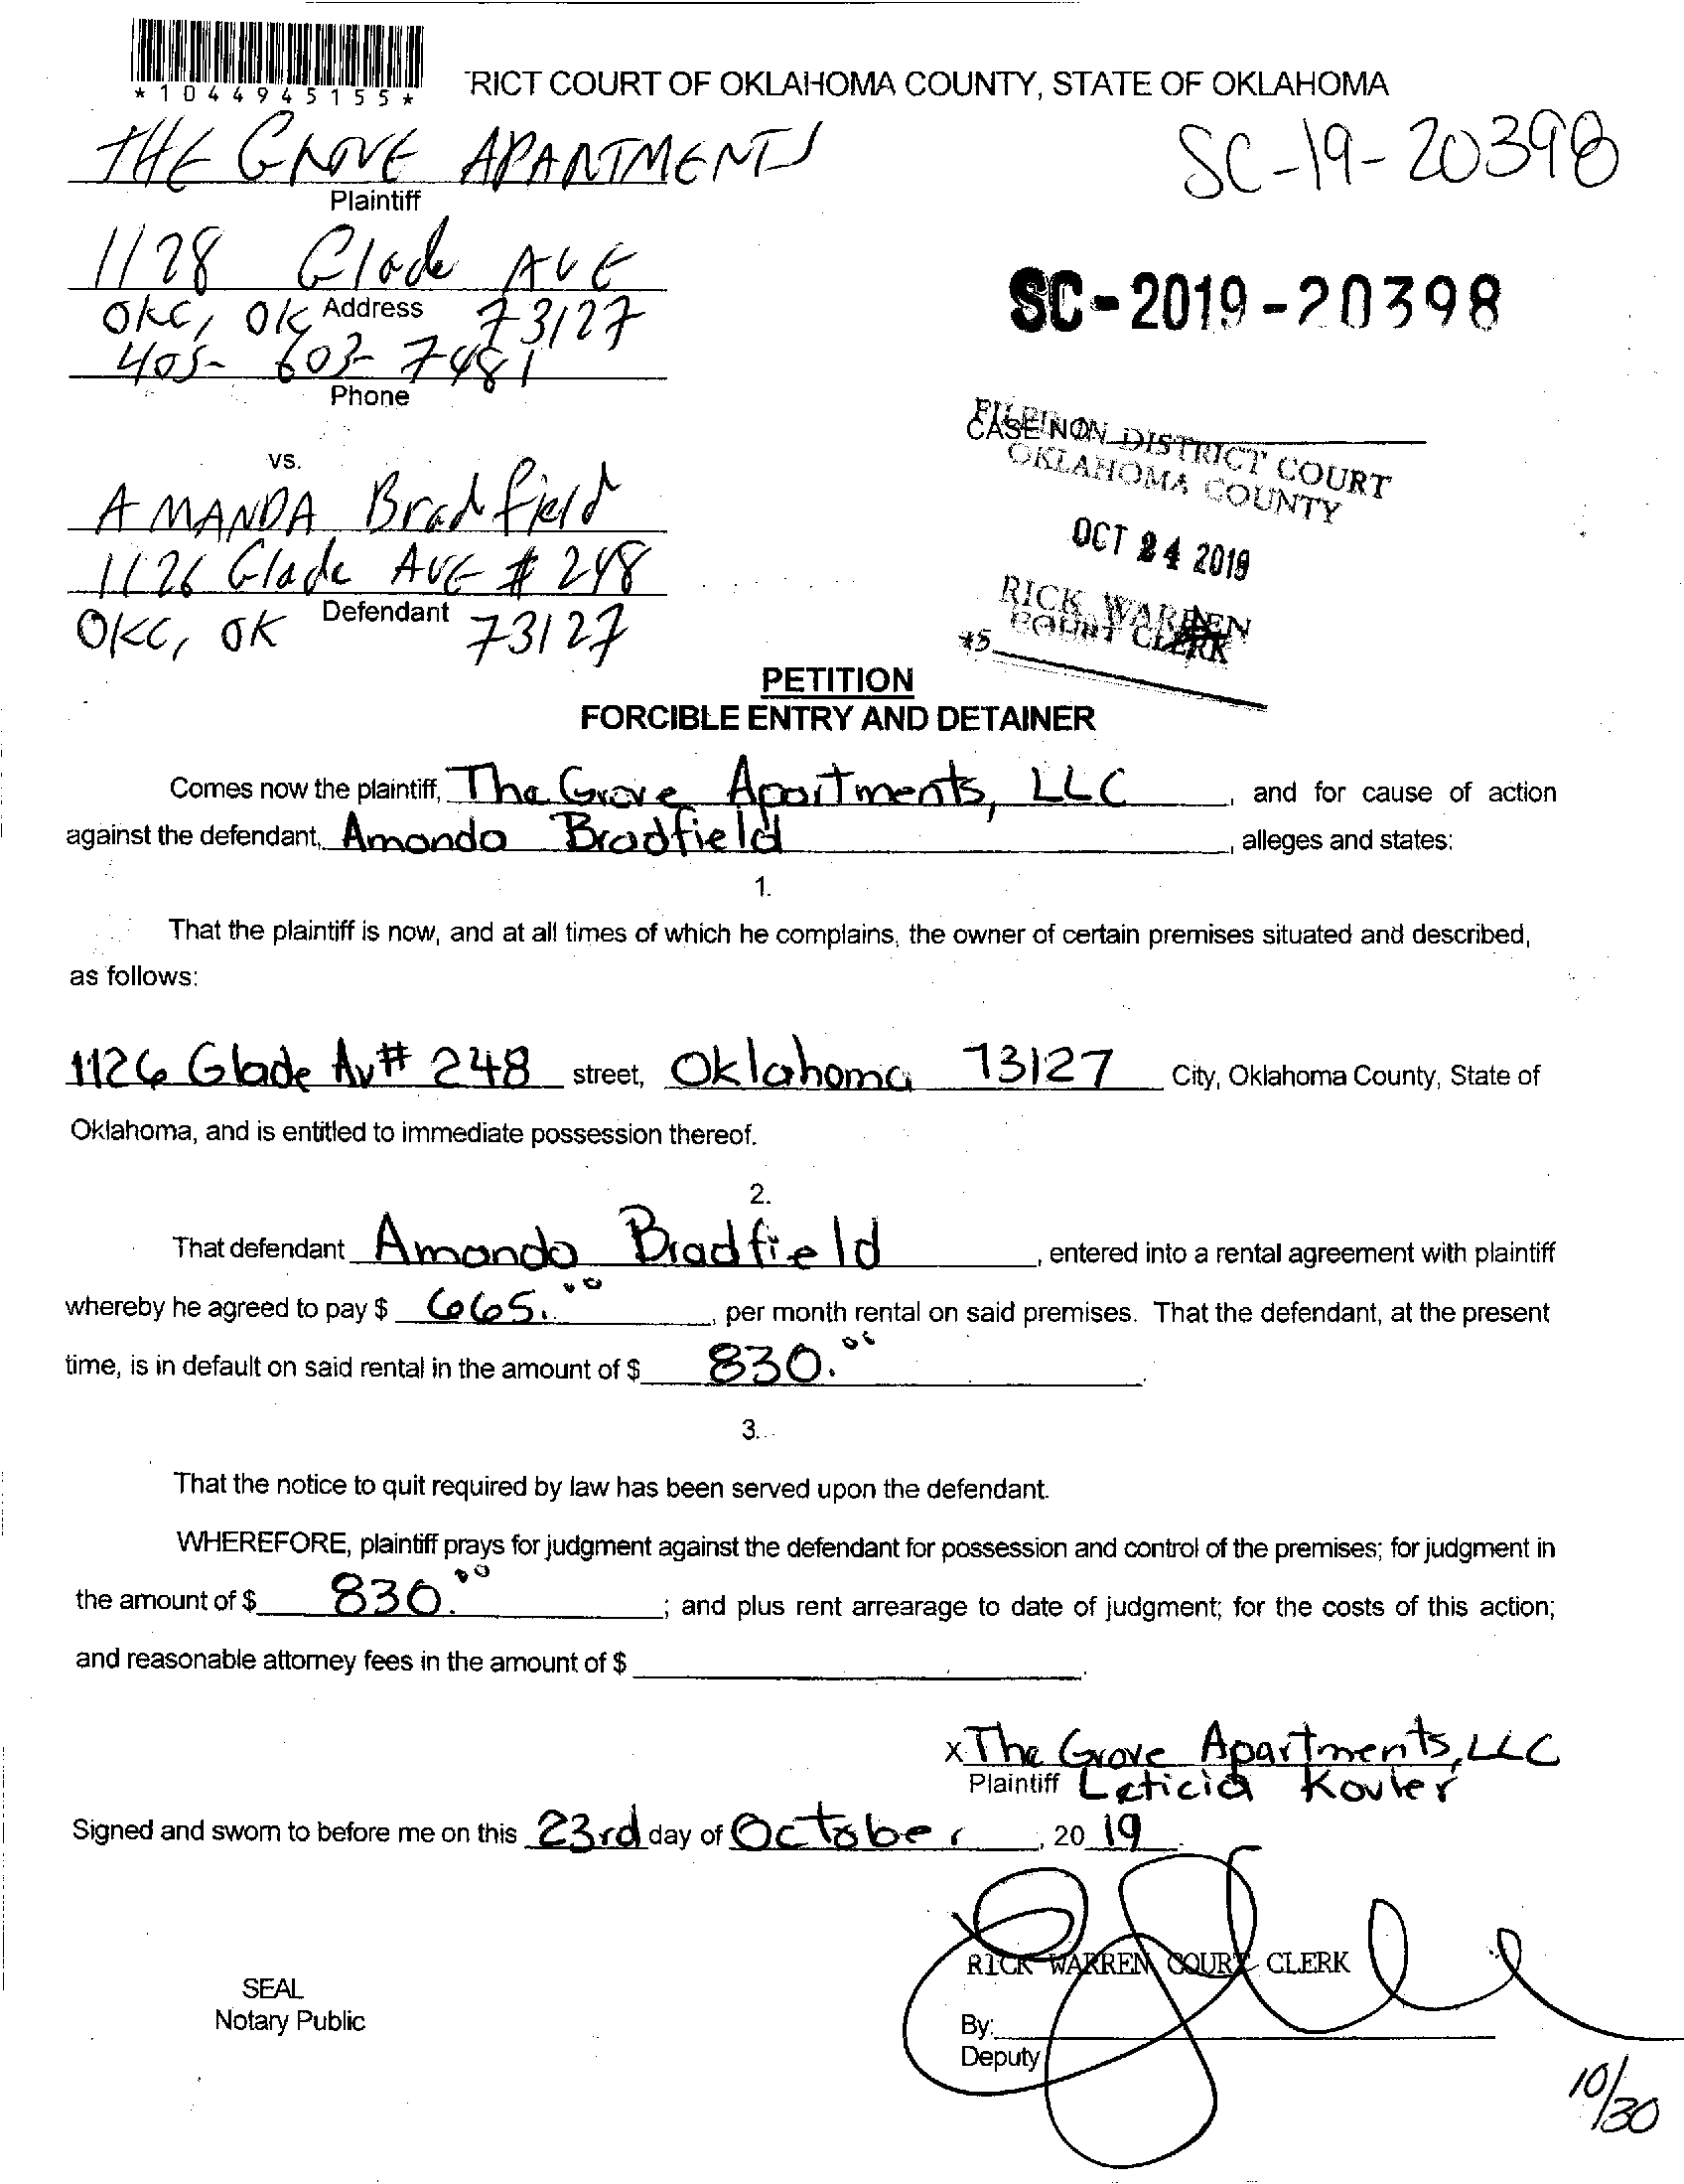 *1044945155*
RICT COURT OF OKLAHOMA COUNTY, STATE OF OKLAHOMA
THE GROVE APARTMENTS
SC-19-20398
Plaintiff
1128 Glade AVE
OKC, OK Address 73127
SC-2019-20398
405-603-7481
Phone
FILED IN DISTRICT COURT
CASE NO.
OKLAHOMA COUNTY
vs.
AMANDA Bradfield
OCT 24 2019
1126 Glade AVE # 248
RICK WARREN
OKC, OK Defendant 73127
COURT CLERK
45
PETITION
FORCIBLE ENTRY AND DETAINER
Comes now the plaintiff, The Grove Apartments, LLC, and for cause of action
against the defendant, Amanda Bradfield, alleges and states:
1.
That the plaintiff is now, and at all times of which he complains, the owner of certain premises situated and described,
as follows:
1126 Glade Av# 248 street, Oklahoma 73127 City, Oklahoma County, State of
Oklahoma, and is entitled to immediate possession thereof.
2.
That defendant Amanda Bradfield, entered into a rental agreement with plaintiff
whereby he agreed to pay $ 665.00, per month rental on said premises. That the defendant, at the present
time, is in default on said rental in the amount of $ 830.00.
3.
That the notice to quit required by law has been served upon the defendant.
WHEREFORE, plaintiff prays for judgment against the defendant for possession and control of the premises; for judgment in
the amount of $ 830.00; and plus rent arrearage to date of judgment; for the costs of this action;
and reasonable attorney fees in the amount of $.
x The Grove Apartments, LLC
Plaintiff Leticia
Signed and sworn to before me on this 23rd day of October, 20 19.
RICK WARREN COURT CLERK
SEAL
Notary Public
By:
Deputy
10/30